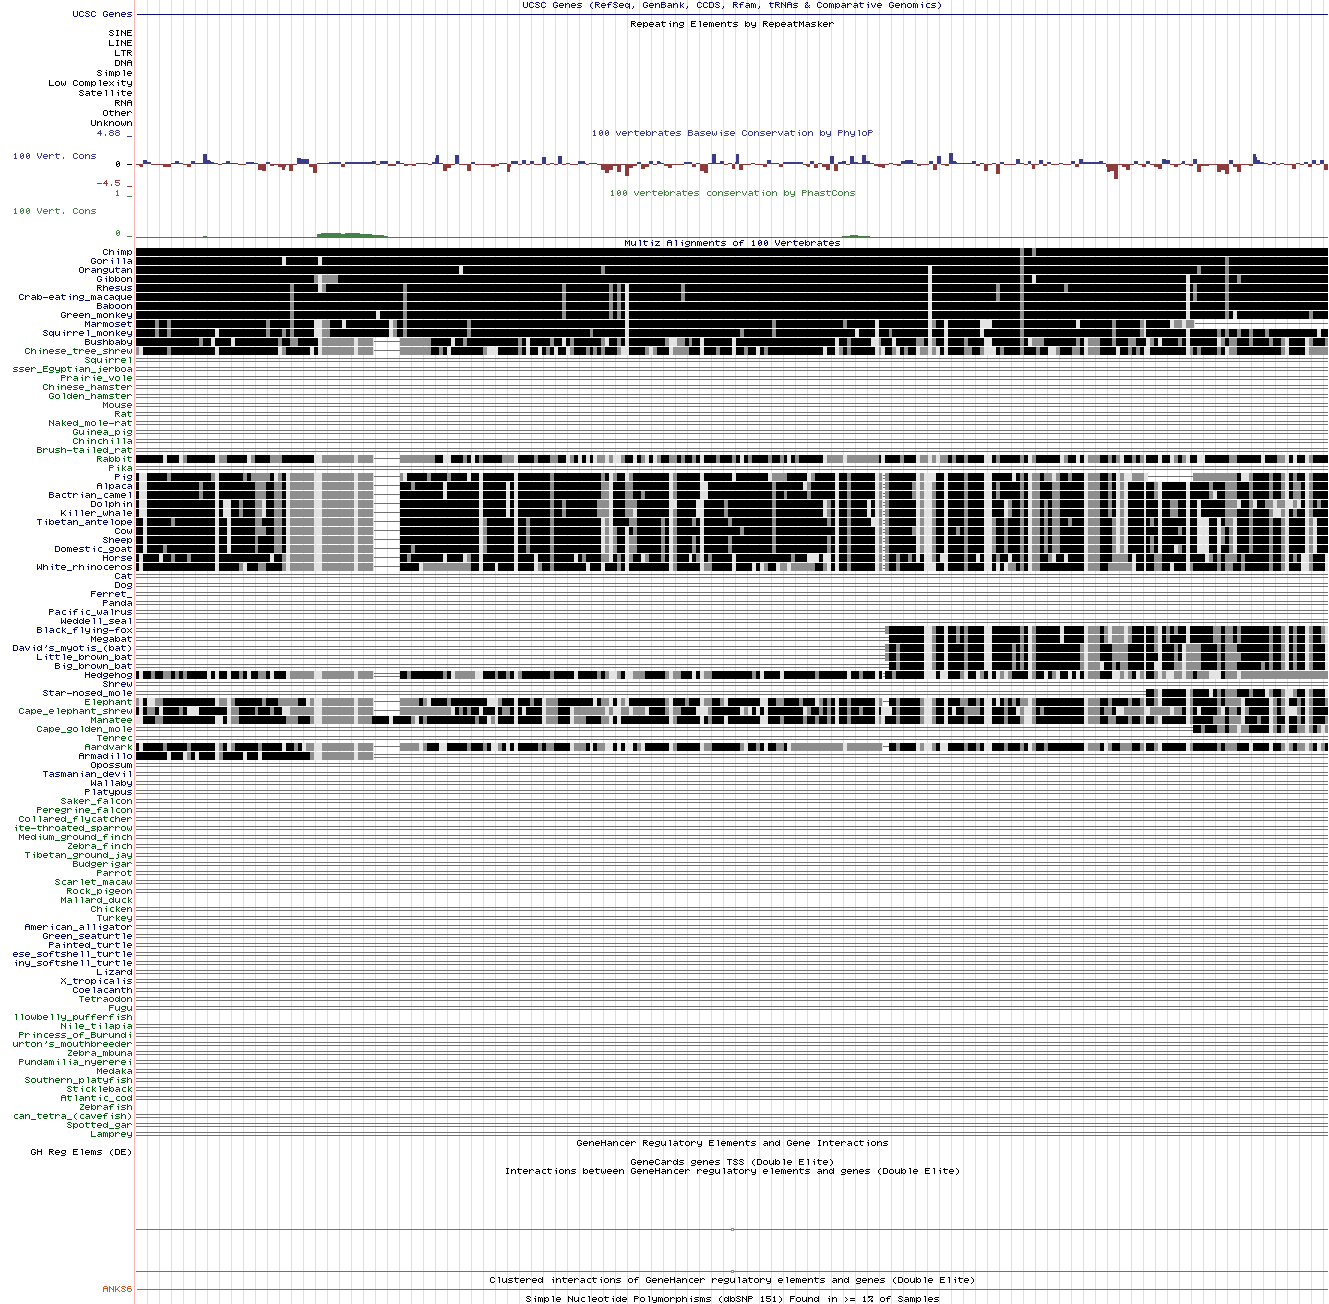 UCSC Genes (RefSeq, GenBank, CCDS, Rfam, tRNAs & Comparative Genomics)
UCSC Genes
Repeating Elements by RepeatMasker
SINE
LINE
LTR
DNA
Simple
Low Complexity
Satellite
RNA
Other
Unknown
4.88 _
100 vertebrates Basewise Conservation by PhyloP
100 Vert. Cons
0 _
-4.5 _
1 _
100 vertebrates conservation by PhastCons
100 Vert. Cons
0 _
Multiz Alignments of 100 Vertebrates
Chimp
Gorilla
Orangutan
Gibbon
Rhesus
Crab-eating_macaque
Baboon
Green_monkey
Marmoset
Squirrel_monkey
Bushbaby
Chinese_tree_shrew
Squirrel
sser_Egyptian_jerboa
Prairie_vole
Chinese_hamster
Golden_hamster
Mouse
Rat
Naked_mole-rat
Guinea_pig
Chinchilla
Brush-tailed_rat
Rabbit
Pika
Pig
Alpaca
Bactrian_camel
Dolphin
Killer_whale
Tibetan_antelope
Cow
Sheep
Domestic_goat
Horse
White_rhinoceros
Cat
Dog
Ferret_
Panda
Pacific_walrus
Weddell_seal
Black_flying-fox
Megabat
David's_myotis_(bat)
Little_brown_bat
Big_brown_bat
Hedgehog
Shrew
Star-nosed_mole
Elephant
Cape_elephant_shrew
Manatee
Cape_golden_mole
Tenrec
Aardvark
Armadillo
Opossum
Tasmanian_devil
Wallaby
Platypus
Saker_falcon
Peregrine_falcon
Collared_flycatcher
ite-throated_sparrow
Medium_ground_finch
Zebra_finch
Tibetan_ground_jay
Budgerigar
Parrot
Scarlet_macaw
Rock_pigeon
Mallard_duck
Chicken
Turkey
American_alligator
Green_seaturtle
Painted_turtle
ese_softshell_turtle
iny_softshell_turtle
Lizard
X_tropicalis
Coelacanth
Tetraodon
Fugu
llowbelly_pufferfish
Nile_tilapia
Princess_of_Burundi
urton's_mouthbreeder
Zebra_mbuna
Pundamilia_nyererei
Medaka
Southern_platyfish
Stickleback
Atlantic_cod
Zebrafish
can_tetra_(cavefish)
Spotted_gar
Lamprey
GeneHancer Regulatory Elements and Gene Interactions
GH Reg Elems (DE)
GeneCards genes TSS (Double Elite)
Interactions between GeneHancer regulatory elements and genes (Double Elite)
Clustered interactions of GeneHancer regulatory elements and genes (Double Elite)
ANKS6
Simple Nucleotide Polymorphisms (dbSNP 151) Found in >= 1% of Samples